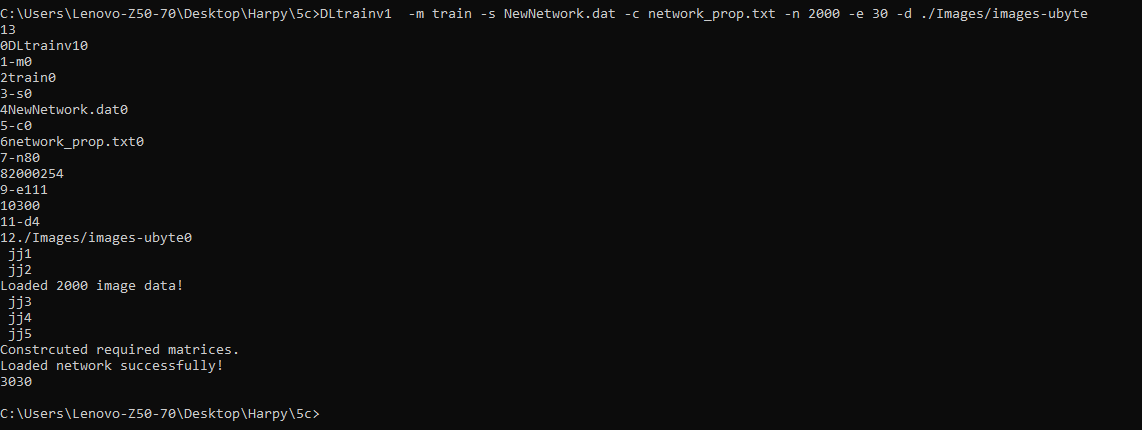 C:\Users\Lenovo-Z50-70\Desktop\Harpy\5c>DLtrainv1  -m train -s NewNetwork.dat -c network_prop.txt -n 2000 -e 30 -d ./Images/images-ubyte
13
0DLtrainv10
1-m0
2train0
3-s0
4NewNetwork.dat0
5-c0
6network_prop.txt0
7-n80
82000254
9-e111
10300
11-d4
12./Images/images-ubyte0
 jj1
 jj2
Loaded 2000 image data!
 jj3
 jj4
 jj5
Constrcuted required matrices.
Loaded network successfully!
3030
C:\Users\Lenovo-Z50-70\Desktop\Harpy\5c>